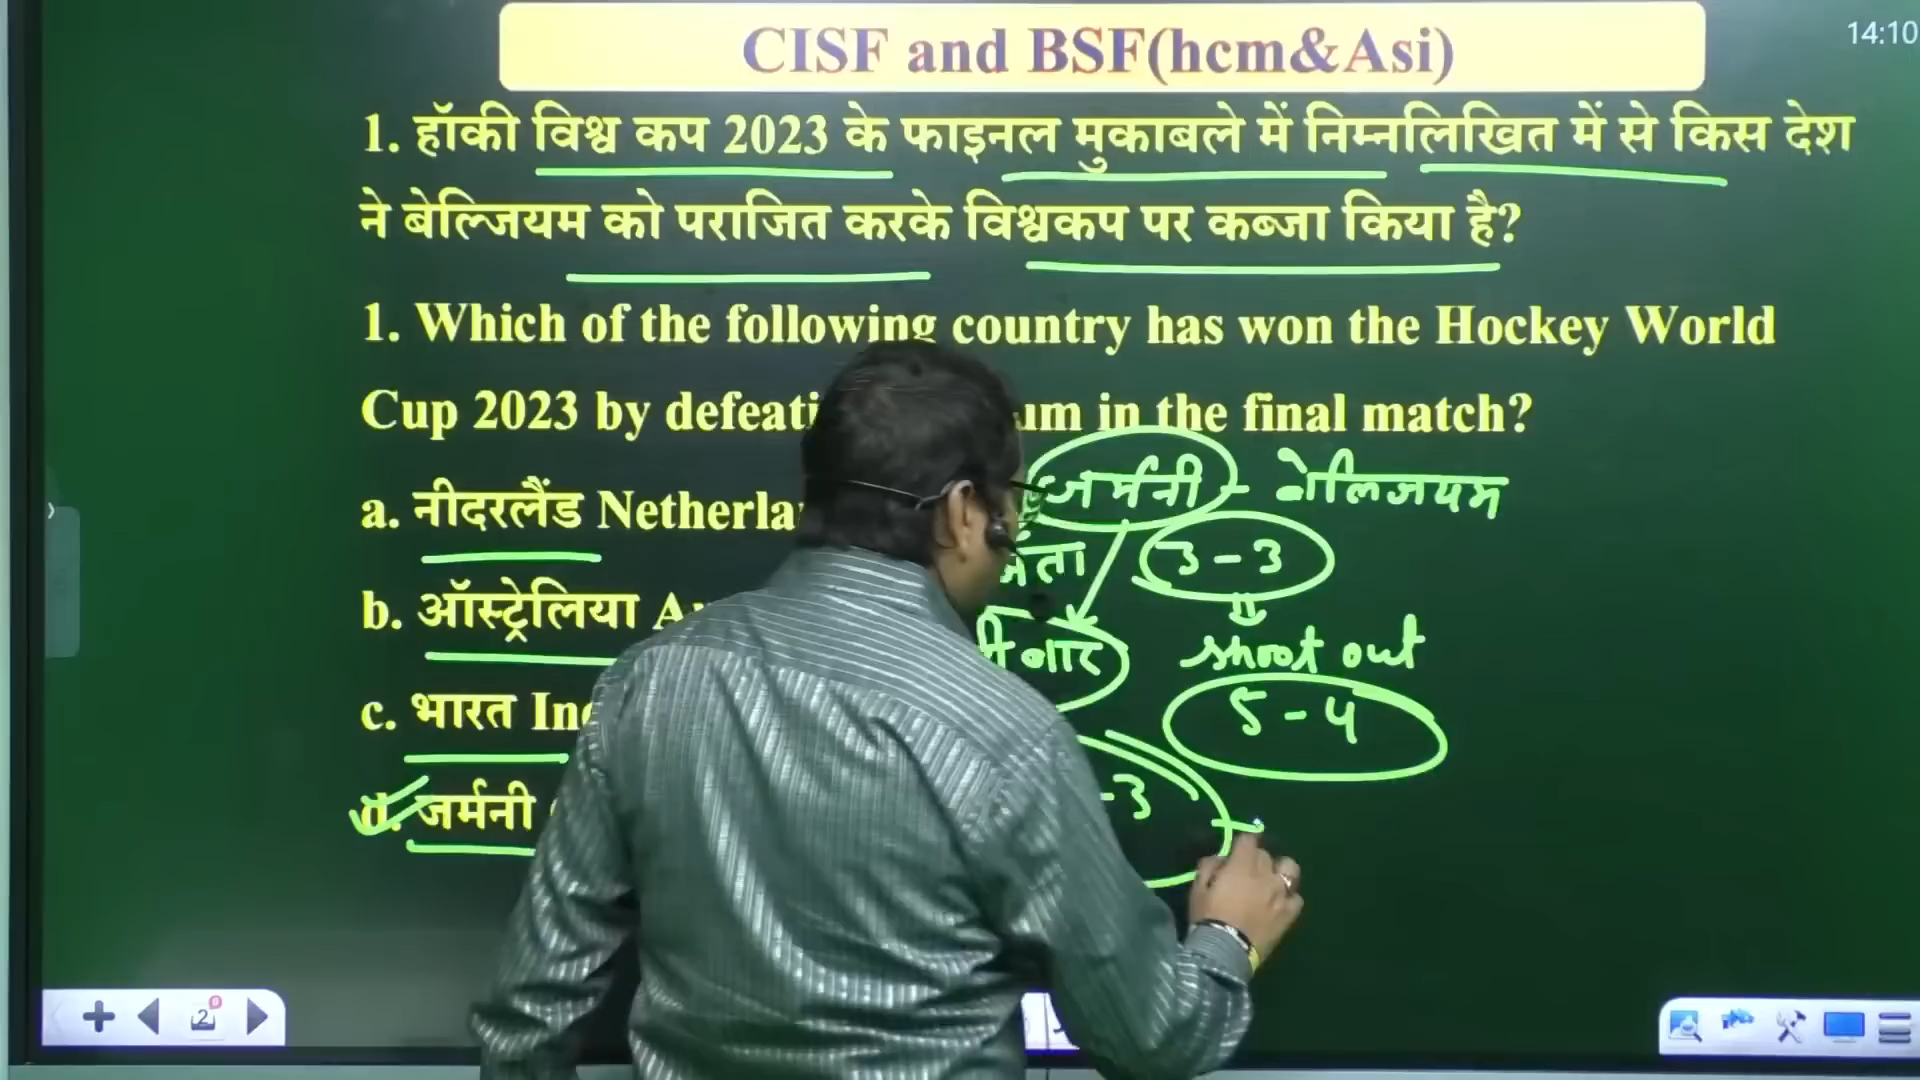 CISF and BSF(hcm&Asi)
14:10
1. हॉकी विश्व कप 2023 के फाइनल मुकाबले में निम्नलिखित में से किस देश
ने बेल्जियम को पराजित करके विश्वकप पर कब्जा किया है?
1. Which of the following country has won the Hockey World
Cup 2023 by defeati um in the final match?
जर्मनी - बेल्जियम
a. नीदरलैंड Netherla
3-3
b. ऑस्ट्रेलिया A
shoot out
c. भारत In
5-4
d. जर्मनी
-3
2